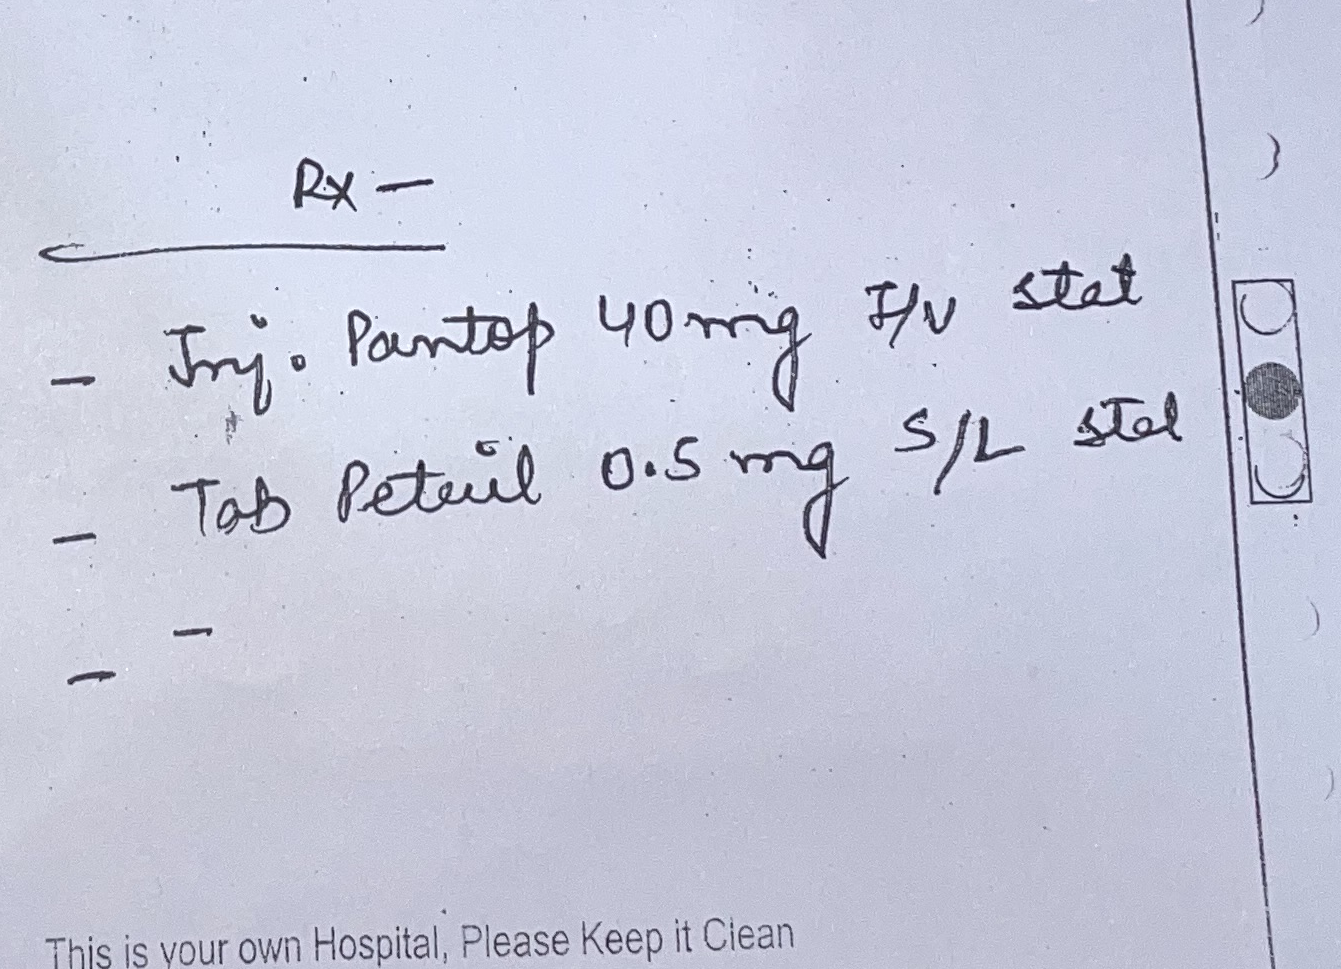 Rx -
- Inj. Pantop 40mg I/V stat
- Tab Petril 0.5 mg S/L stat
-
-
This is your own Hospital, Please Keep it Clean